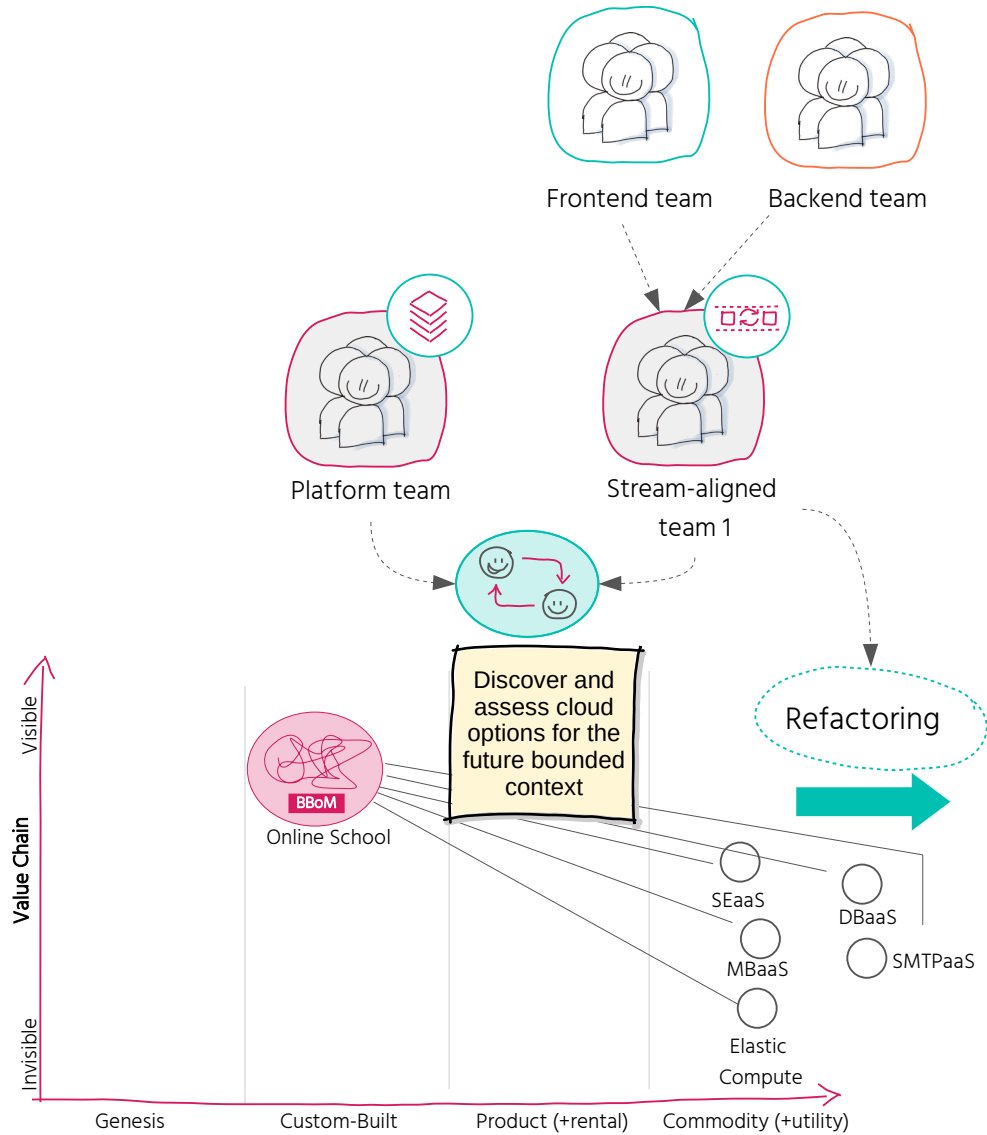 Frontend team
Backend team
Platform team
Stream-aligned
team 1
Discover and
assess cloud
options for the
future bounded
context
Refactoring
Visible
Value Chain
Invisible
BBoM
Online School
SEaaS
DBaaS
MBaaS
SMTPaaS
Elastic
Compute
Genesis
Custom-Built
Product (+rental)
Commodity (+utility)